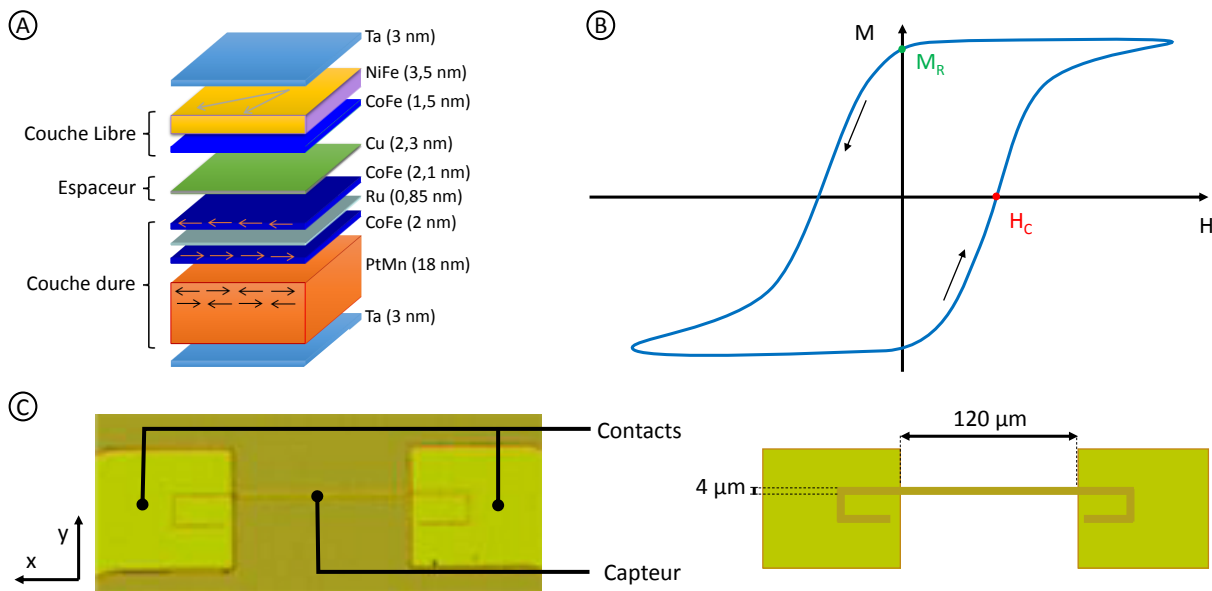 A
Ta (3 nm)
NiFe (3,5 nm)
CoFe (1,5 nm)
Couche Libre
Cu (2,3 nm)
CoFe (2,1 nm)
Espaceur
Ru (0,85 nm)
CoFe (2 nm)
Couche dure
PtMn (18 nm)
Ta (3 nm)
B
M
M_R
H_C
H
C
Contacts
Capteur
y
x
120 µm
4 µm